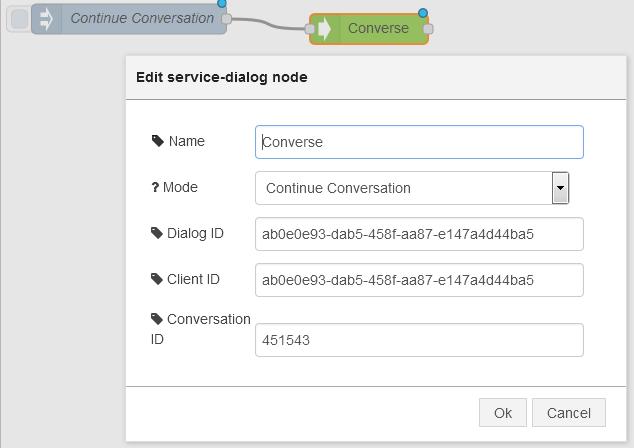 Continue Conversation
Converse
Edit service-dialog node
Name
Converse
? Mode
Continue Conversation
Dialog ID
ab0e0e93-dab5-458f-aa87-e147a4d44ba5
Client ID
ab0e0e93-dab5-458f-aa87-e147a4d44ba5
Conversation
ID
451543
Ok
Cancel